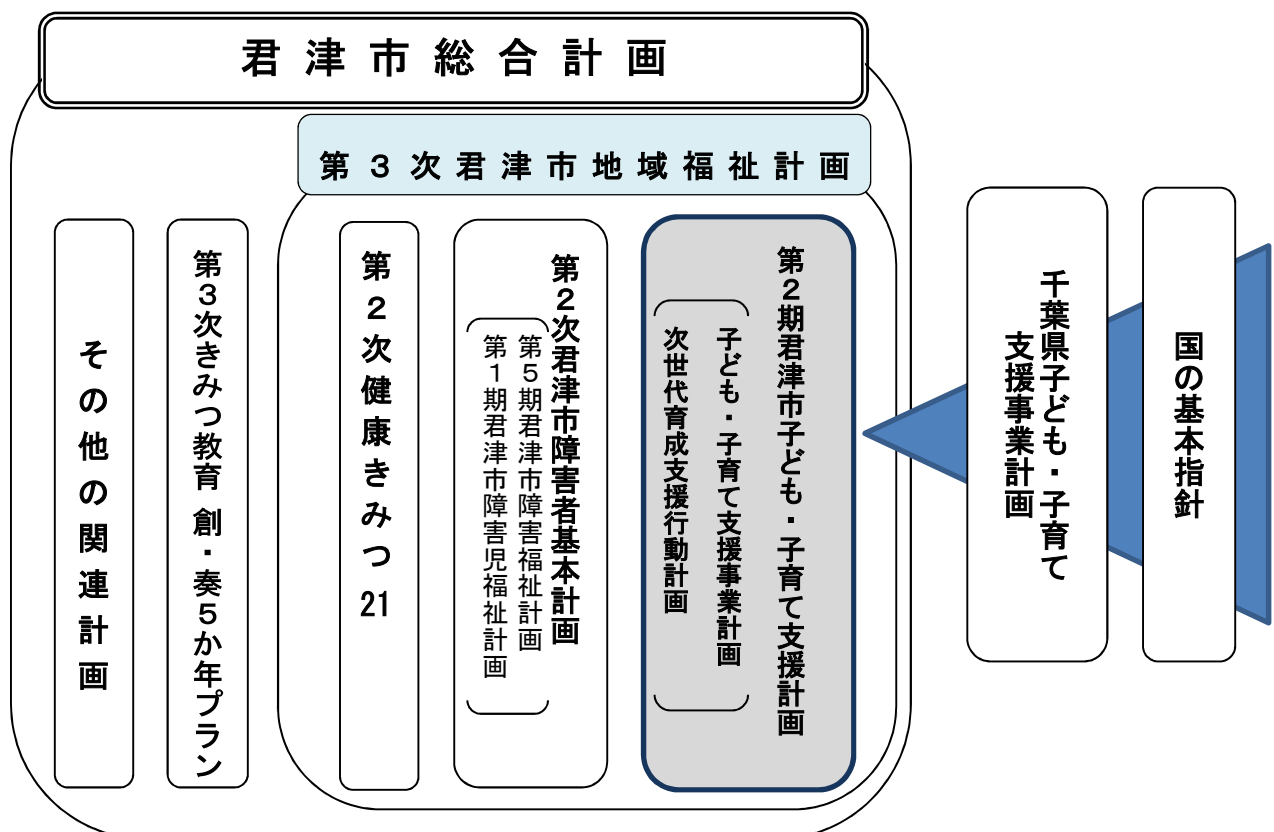 君津市総合計画
第３次君津市地域福祉計画
国の基本指針
千葉県子ども・子育て
支援事業計画
第２期君津市子ども・子育て支援計画
子ども・子育て支援事業計画
次世代育成支援行動計画
第２次君津市障害者基本計画
第５期君津市障害福祉計画
第１期君津市障害児福祉計画
第２次健康きみつ21
第３次きみつ教育 創・奏５か年プラン
その他の関連計画